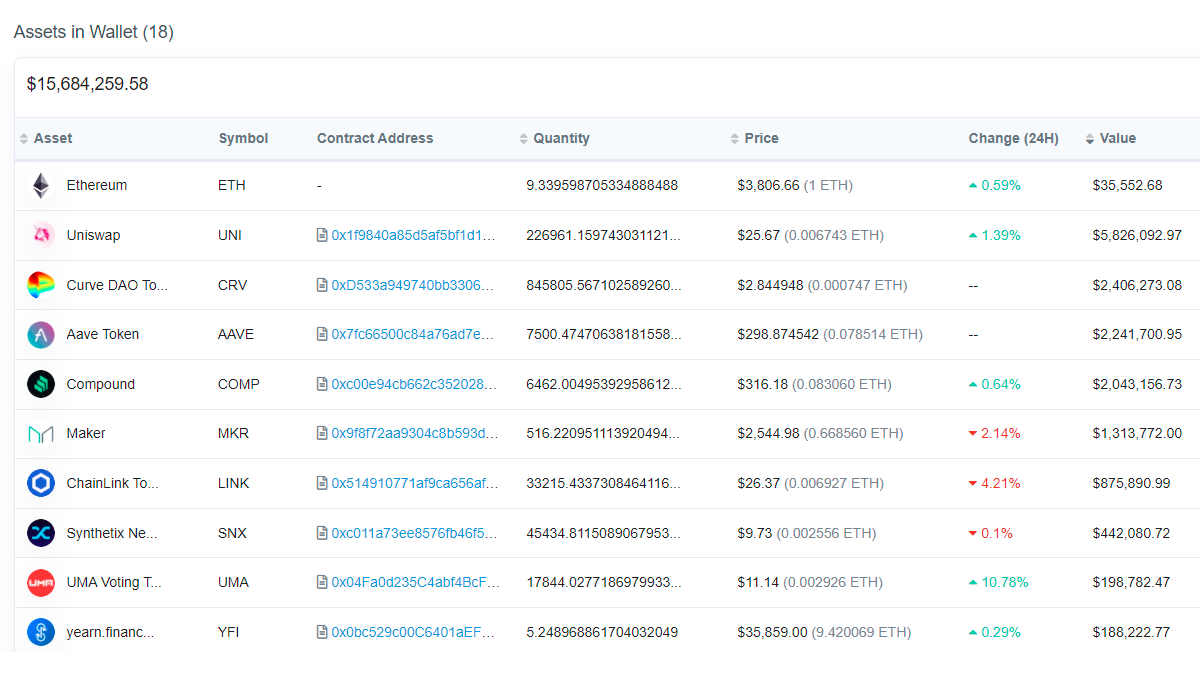 Assets in Wallet (18)
$15,684,259.58
Asset Symbol Contract Address Quantity Price Change (24H) Value
Ethereum ETH - 9.339598705334888488 $3,806.66 (1 ETH) 0.59% $35,552.68
Uniswap UNI 0x1f9840a85d5af5bf1d1... 226961.159743031121... $25.67 (0.006743 ETH) 1.39% $5,826,092.97
Curve DAO To... CRV 0xD533a949740bb3306... 845805.567102589260... $2.844948 (0.000747 ETH) -- $2,406,273.08
Aave Token AAVE 0x7fc66500c84a76ad7e... 7500.47470638181558... $298.874542 (0.078514 ETH) -- $2,241,700.95
Compound COMP 0xc00e94cb662c352028... 6462.00495392958612... $316.18 (0.083060 ETH) 0.64% $2,043,156.73
Maker MKR 0x9f8f72aa9304c8b593d... 516.220951113920494... $2,544.98 (0.668560 ETH) 2.14% $1,313,772.00
ChainLink To... LINK 0x514910771af9ca656af... 33215.4337308464116... $26.37 (0.006927 ETH) 4.21% $875,890.99
Synthetix Ne... SNX 0xc011a73ee8576fb46f5... 45434.8115089067953... $9.73 (0.002556 ETH) 0.1% $442,080.72
UMA UMA Voting T... UMA 0x04Fa0d235C4abf4BcF... 17844.0277186979933... $11.14 (0.002926 ETH) 10.78% $198,782.47
yearn.financ... YFI 0x0bc529c00C6401aEF... 5.248968861704032049 $35,859.00 (9.420069 ETH) 0.29% $188,222.77